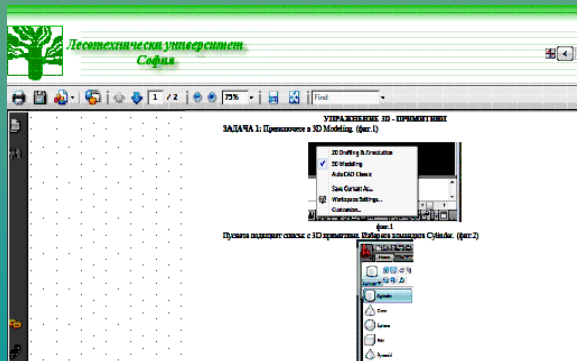 Лесотехнически университет
София
1 / 2
75%
Find
УПРАЖНЕНИЕ 3D - ПРИМИТИВИ
ЗАДАЧА 1: Превключете в 3D Modeling. (фиг.1)
2D Drafting & Annotation
3D Modeling
AutoCAD Classic
Save Current As...
Workspace Settings...
Customize...
фиг.1
Пуснете падащият списък с 3D примитиви. Изберете командата Cylinder. (фиг.2)
Cylinder
Cone
Sphere
Box
Pyramid